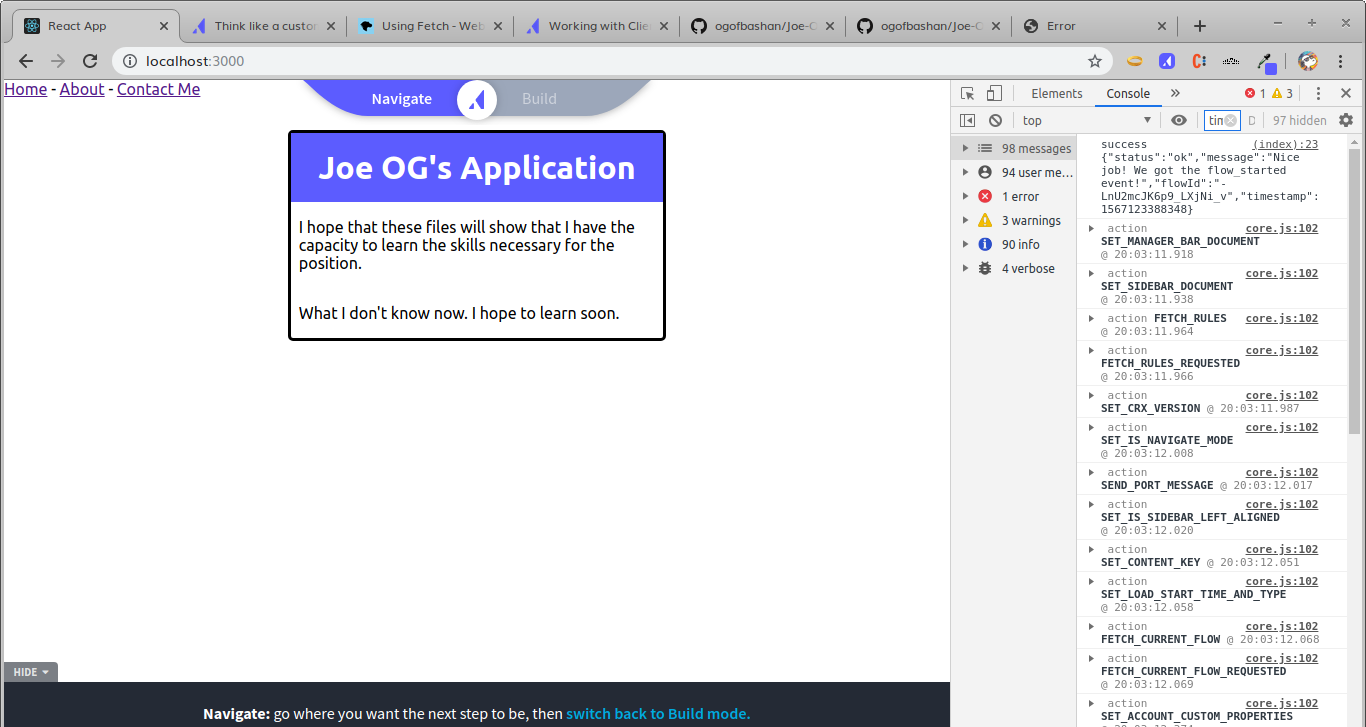 React App
Think like a custor
Using Fetch - Web
Working with Clie
ogofbashan/Joe-O
ogofbashan/Joe-O
Error
localhost:3000
Home - About - Contact Me
Navigate
Build
Joe OG's Application
I hope that these files will show that I have the
capacity to learn the skills necessary for the
position.
What I don't know now. I hope to learn soon.
HIDE
Navigate: go where you want the next step to be, then switch back to Build mode.
Elements Console » 1 3
top tim D 97 hidden
98 messages
94 user me...
1 error
3 warnings
90 info
4 verbose
success (index):23
{"status":"ok","message":"Nice
job! We got the flow_started
event!","flowId":"-
LnU2mcJK6p9_LXjNi_v","timestamp":
1567123388348}
action core.js:102
SET_MANAGER_BAR_DOCUMENT
@ 20:03:11.918
action core.js:102
SET_SIDEBAR_DOCUMENT
@ 20:03:11.938
action FETCH_RULES core.js:102
@ 20:03:11.964
action core.js:102
FETCH_RULES_REQUESTED
@ 20:03:11.966
action core.js:102
SET_CRX_VERSION @ 20:03:11.987
action core.js:102
SET_IS_NAVIGATE_MODE
@ 20:03:12.008
action core.js:102
SEND_PORT_MESSAGE @ 20:03:12.017
action core.js:102
SET_IS_SIDEBAR_LEFT_ALIGNED
@ 20:03:12.020
action core.js:102
SET_CONTENT_KEY @ 20:03:12.051
action core.js:102
SET_LOAD_START_TIME_AND_TYPE
@ 20:03:12.058
action core.js:102
FETCH_CURRENT_FLOW @ 20:03:12.068
action core.js:102
FETCH_CURRENT_FLOW_REQUESTED
@ 20:03:12.069
action core.js:102
SET_ACCOUNT_CUSTOM_PROPERTIES